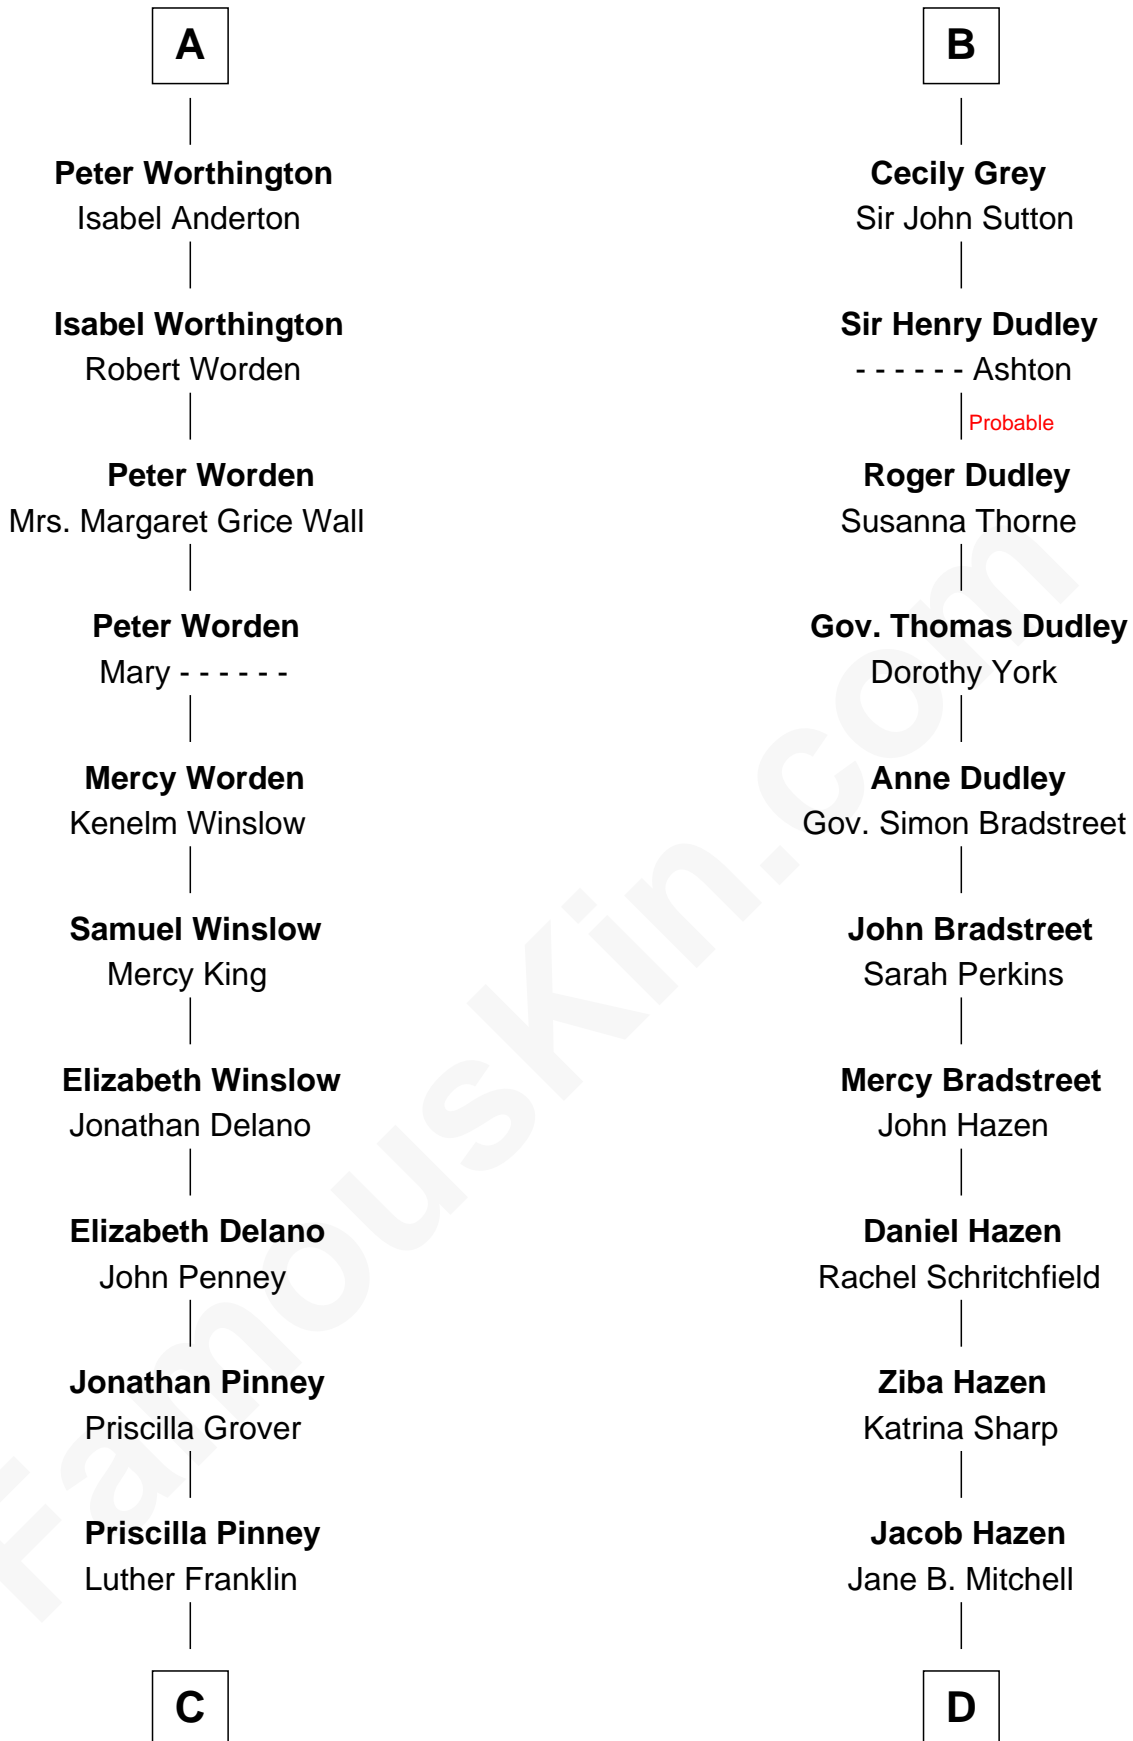 A
Peter Worthington
Isabel Anderton
Isabel Worthington
Robert Worden
Peter Worden
Mrs. Margaret Grice Wall
Peter Worden
Mary - - - - - -
Mercy Worden
Kenelm Winslow
Samuel Winslow
Mercy King
Elizabeth Winslow
Jonathan Delano
Elizabeth Delano
John Penney
Jonathan Pinney
Priscilla Grover
Priscilla Pinney
Luther Franklin
C
B
Cecily Grey
Sir John Sutton
Sir Henry Dudley
- - - - - - Ashton
Probable
Roger Dudley
Susanna Thorne
Gov. Thomas Dudley
Dorothy York
Anne Dudley
Gov. Simon Bradstreet
John Bradstreet
Sarah Perkins
Mercy Bradstreet
John Hazen
Daniel Hazen
Rachel Schritchfield
Ziba Hazen
Katrina Sharp
Jacob Hazen
Jane B. Mitchell
D
FamousKin.com